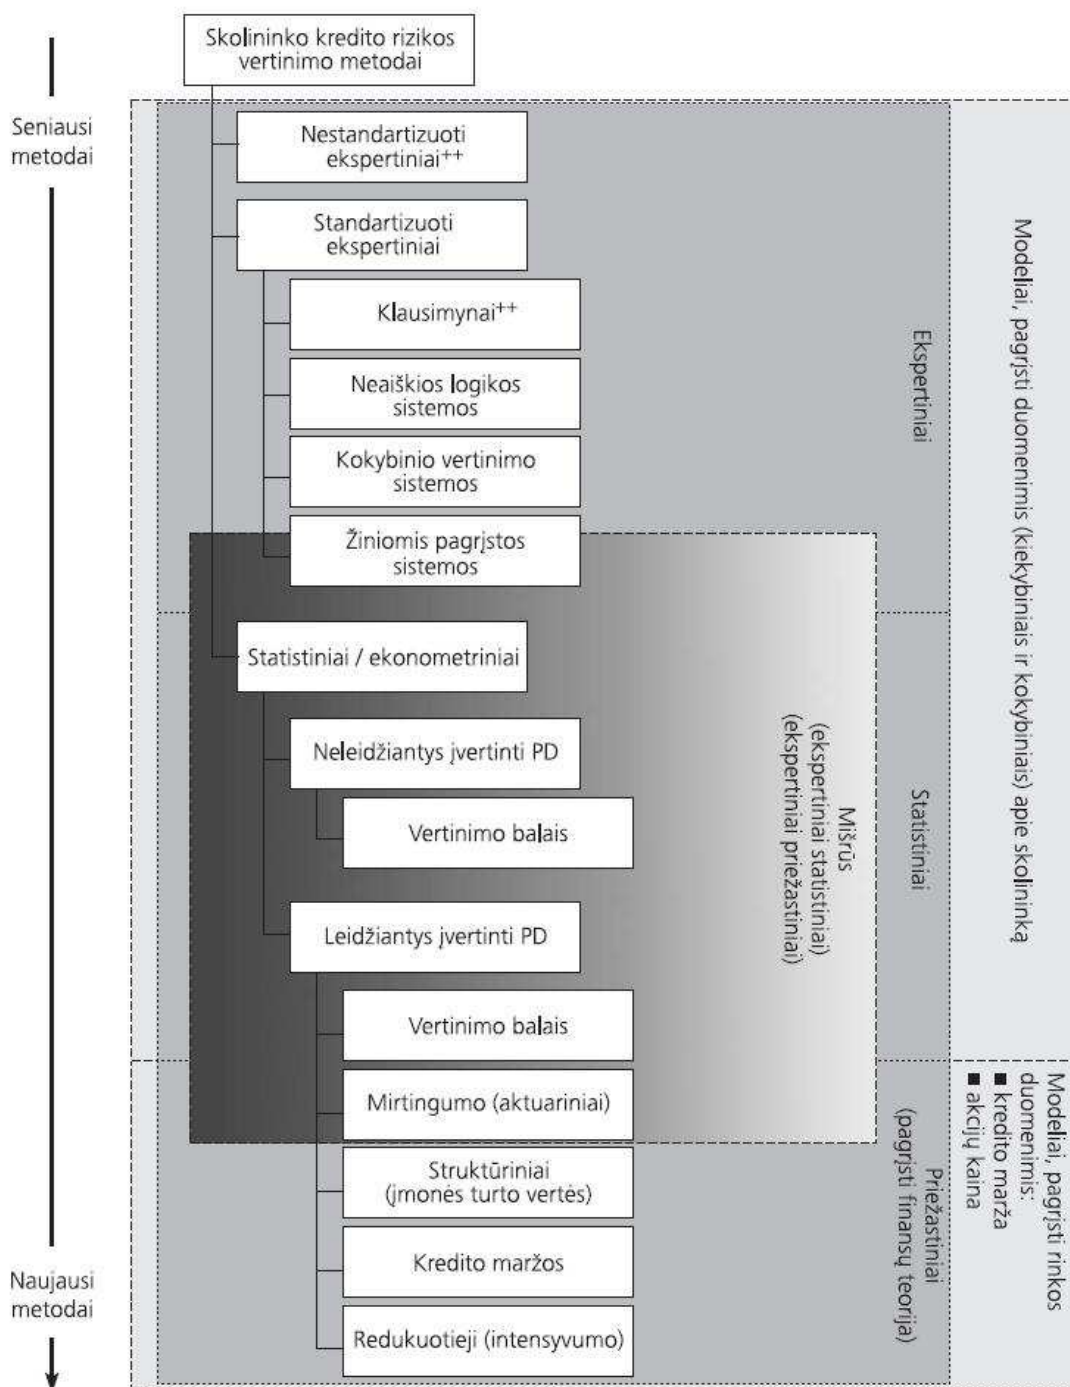 Skolininko kredito rizikos
vertinimo metodai
Seniausi
metodai
Nestandartizuoti
ekspertiniai++
Standartizuoti
ekspertiniai
Klausimynai++
Neaiškios logikos
sistemos
Kokybinio vertinimo
sistemos
Žiniomis pagrįstos
sistemos
Statistiniai / ekonometriniai
Neleidžiantys įvertinti PD
Vertinimo balais
Leidžiantys įvertinti PD
Vertinimo balais
Mirtingumo (aktuariniai)
Struktūriniai
(įmonės turto vertės)
Kredito maržos
Redukuotieji (intensyvumo)
Naujausi
metodai
Mišrūs
(ekspertiniai statistiniai)
(ekspertiniai priežastiniai)
Ekspertiniai
Statistiniai
Priežastiniai
(pagrįsti finansų teorija)
Modeliai, pagrįsti duomenimis (kiekybiniais ir kokybiniais) apie skolininką
Modeliai, pagrįsti rinkos
duomenimis:
■ kredito marža
■ akcijų kaina